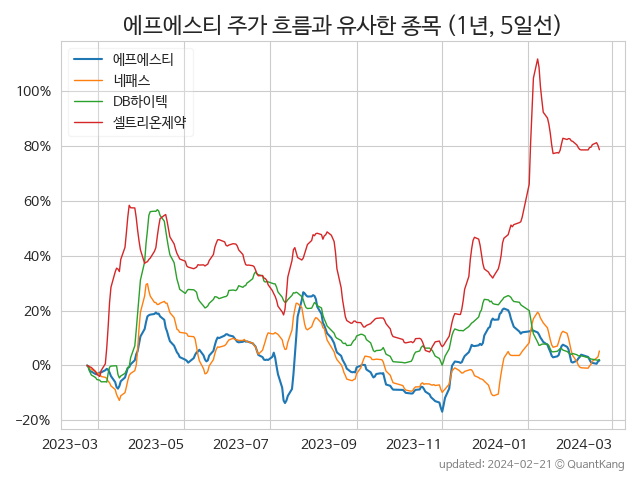 에프에스티 주가 흐름과 유사한 종목 (1년, 5일선)
에프에스티
네패스
DB하이텍
셀트리온제약
100%
80%
60%
40%
20%
0%
−20%
2023-03 2023-05 2023-07 2023-09 2023-11 2024-01 2024-03
updated: 2024-02-21 © QuantKang